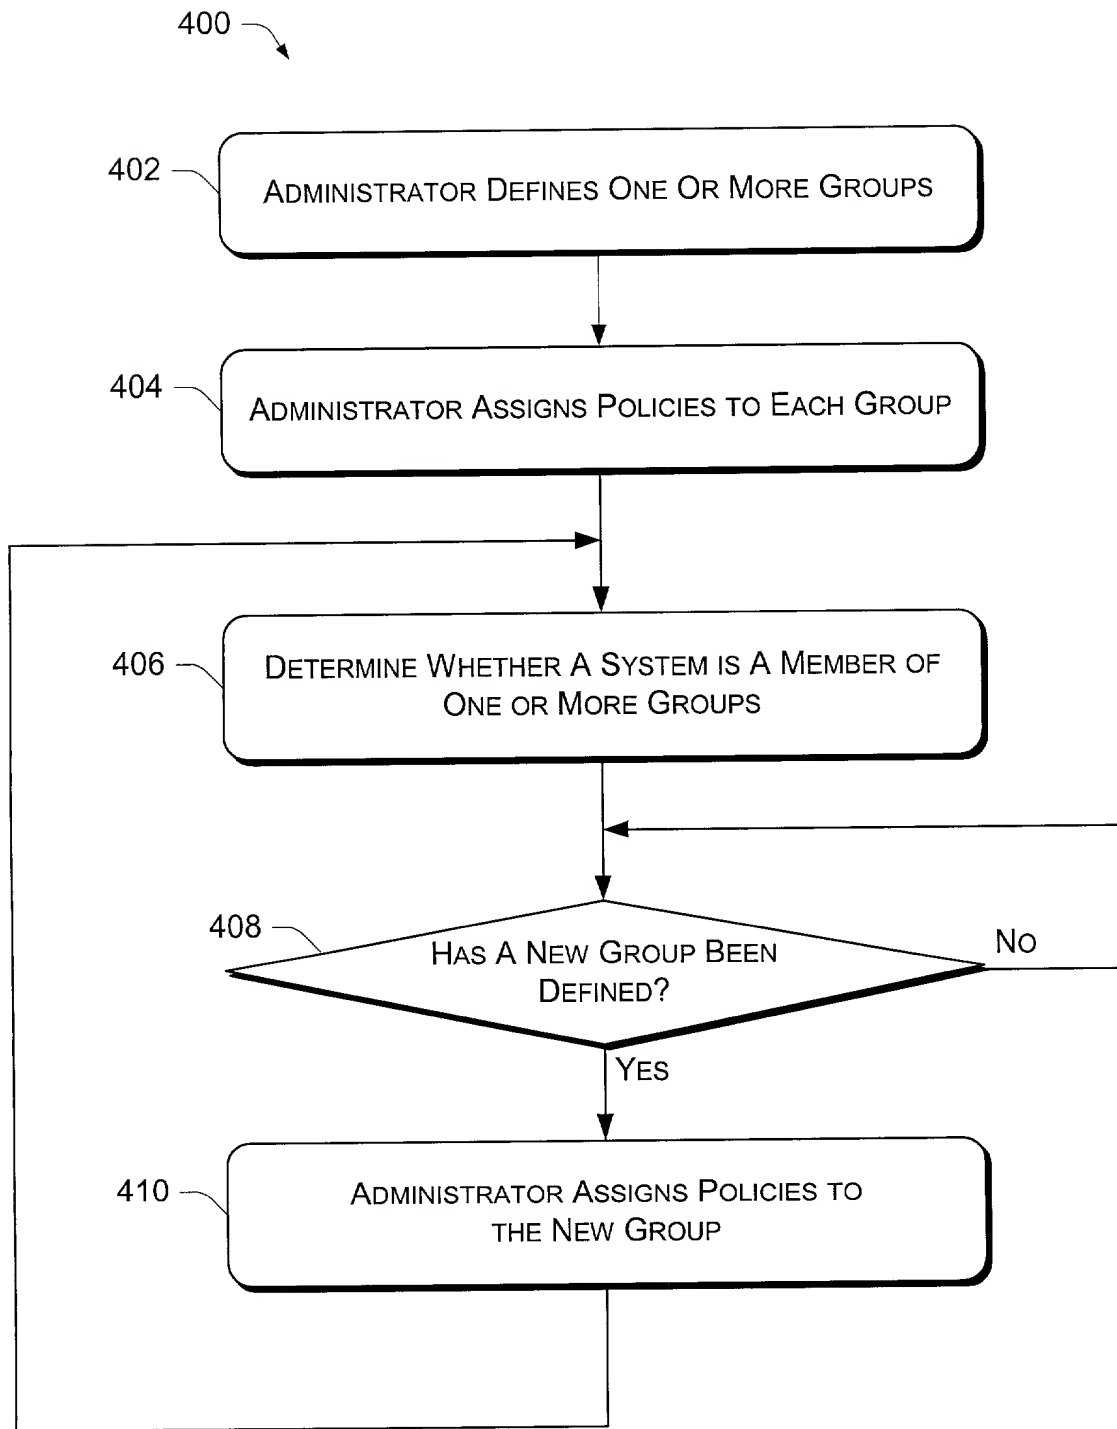 400
402
ADMINISTRATOR DEFINES ONE OR MORE GROUPS
404
ADMINISTRATOR ASSIGNS POLICIES TO EACH GROUP
406
DETERMINE WHETHER A SYSTEM IS A MEMBER OF
ONE OR MORE GROUPS
408
HAS A NEW GROUP BEEN
DEFINED?
NO
YES
410
ADMINISTRATOR ASSIGNS POLICIES TO
THE NEW GROUP